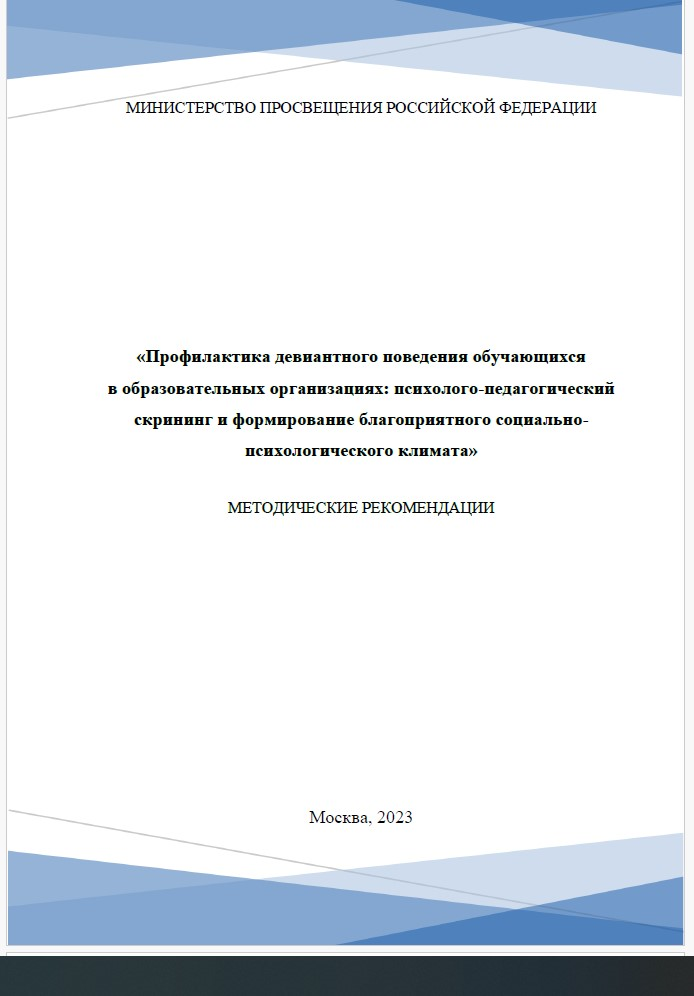 МИНИСТЕРСТВО ПРОСВЕЩЕНИЯ РОССИЙСКОЙ ФЕДЕРАЦИИ
«Профилактика девиантного поведения обучающихся
в образовательных организациях: психолого-педагогический
скрининг и формирование благоприятного социально-
психологического климата»
МЕТОДИЧЕСКИЕ РЕКОМЕНДАЦИИ
Москва, 2023